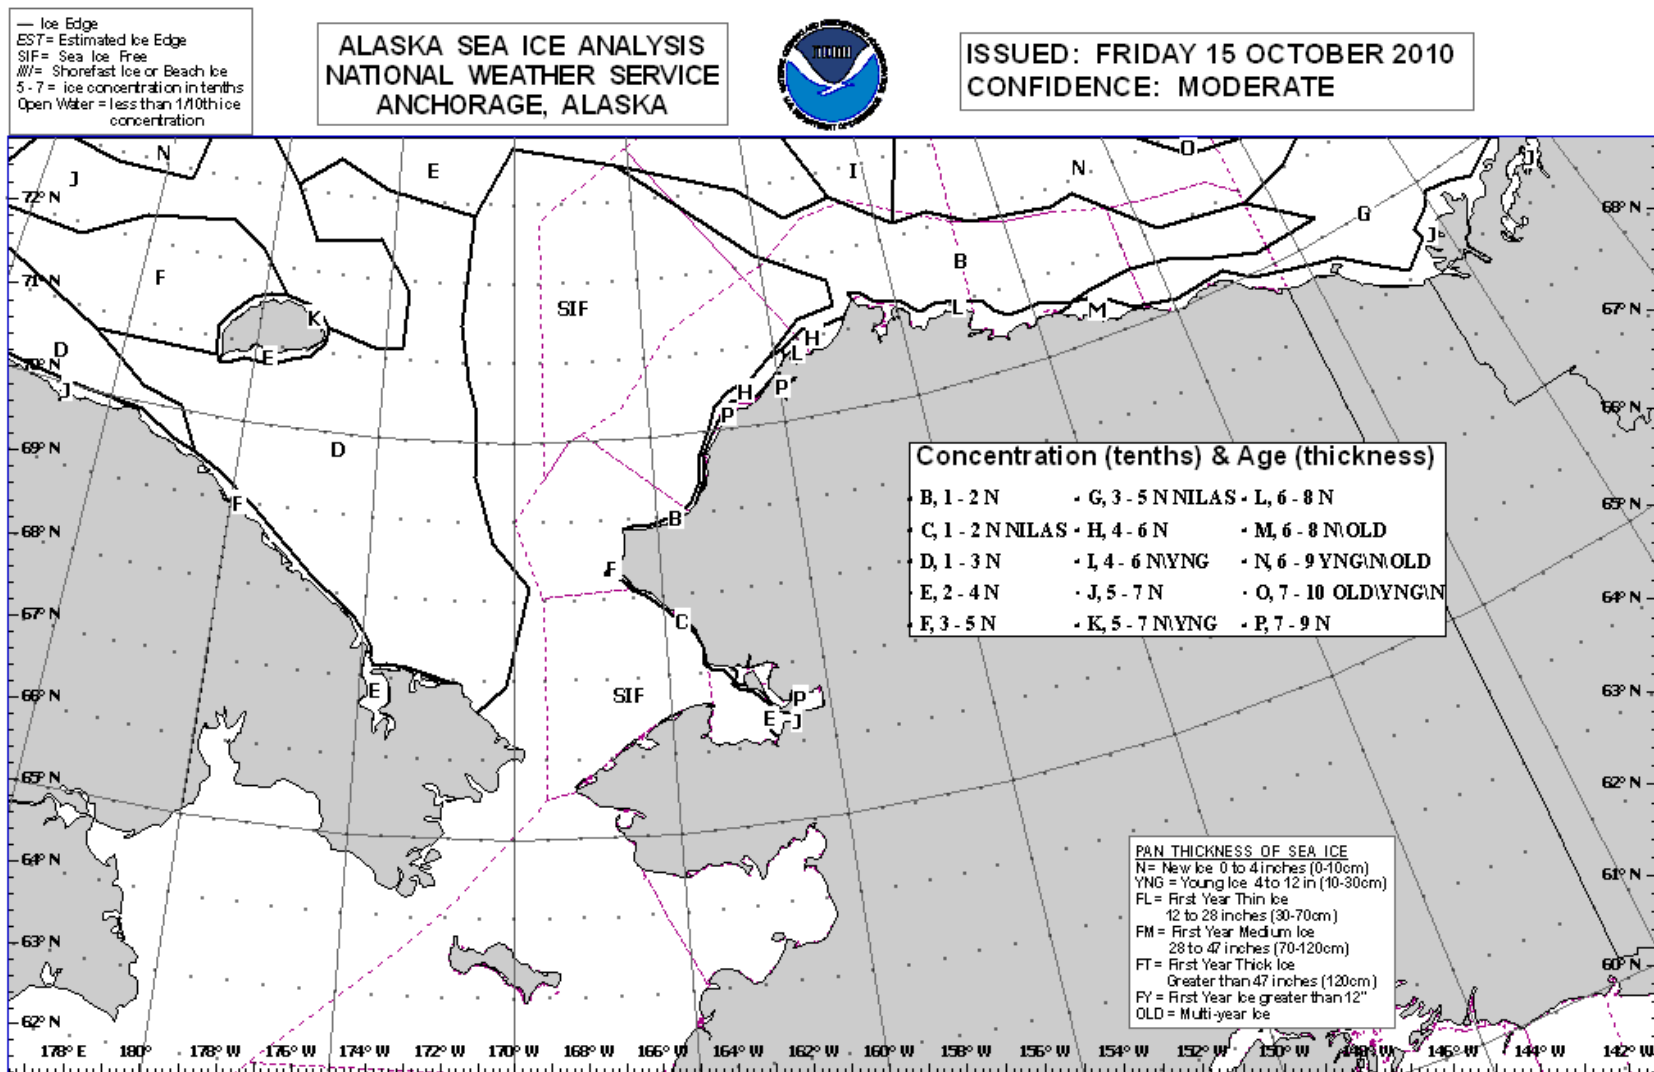 — Ice Edge
EST= Estimated Ice Edge
SIF= Sea Ice Free
////= Shorefast Ice or Beach Ice
5 - 7 = ice concentration in tenths
Open Water = less than 1/10th ice
concentration
ALASKA SEA ICE ANALYSIS
NATIONAL WEATHER SERVICE
ANCHORAGE, ALASKA
ISSUED: FRIDAY 15 OCTOBER 2010
CONFIDENCE: MODERATE
N
E
I
N
O
J
J
72° N
68° N
G
J
F
71° N
B
SIF
K
L
M
67° N
D
E
H
L
70° N
J
H
P
P
66° N
69° N
D
Concentration (tenths) & Age (thickness)
B, 1 - 2 N
G, 3 - 5 N NILAS
L, 6 - 8 N
C, 1 - 2 N NILAS
H, 4 - 6 N
M, 6 - 8 N\OLD
D, 1 - 3 N
I, 4 - 6 N\YNG
N, 6 - 9 YNG\N\OLD
E, 2 - 4 N
J, 5 - 7 N
O, 7 - 10 OLD\YNG\N
F, 3 - 5 N
K, 5 - 7 N\YNG
P, 7 - 9 N
F
65° N
B
68° N
F
64° N
67° N
C
E
SIF
P
E
J
66° N
63° N
65° N
62° N
64° N
61° N
PAN THICKNESS OF SEA ICE
N= New Ice 0 to 4 inches (0-10cm)
YNG = Young Ice 4 to 12 in (10-30cm)
FL = First Year Thin Ice
12 to 28 inches (30-70cm)
FM = First Year Medium Ice
28 to 47 inches (70-120cm)
FT = First Year Thick Ice
Greater than 47 inches (120cm)
FY = First Year Ice greater than 12"
OLD = Multi-year Ice
63° N
60° N
62° N
178° E
180°
178° W
176° W
174° W
172° W
170° W
168° W
166° W
164° W
162° W
160° W
158° W
156° W
154° W
152° W
150° W
148° W
146° W
144° W
142° W